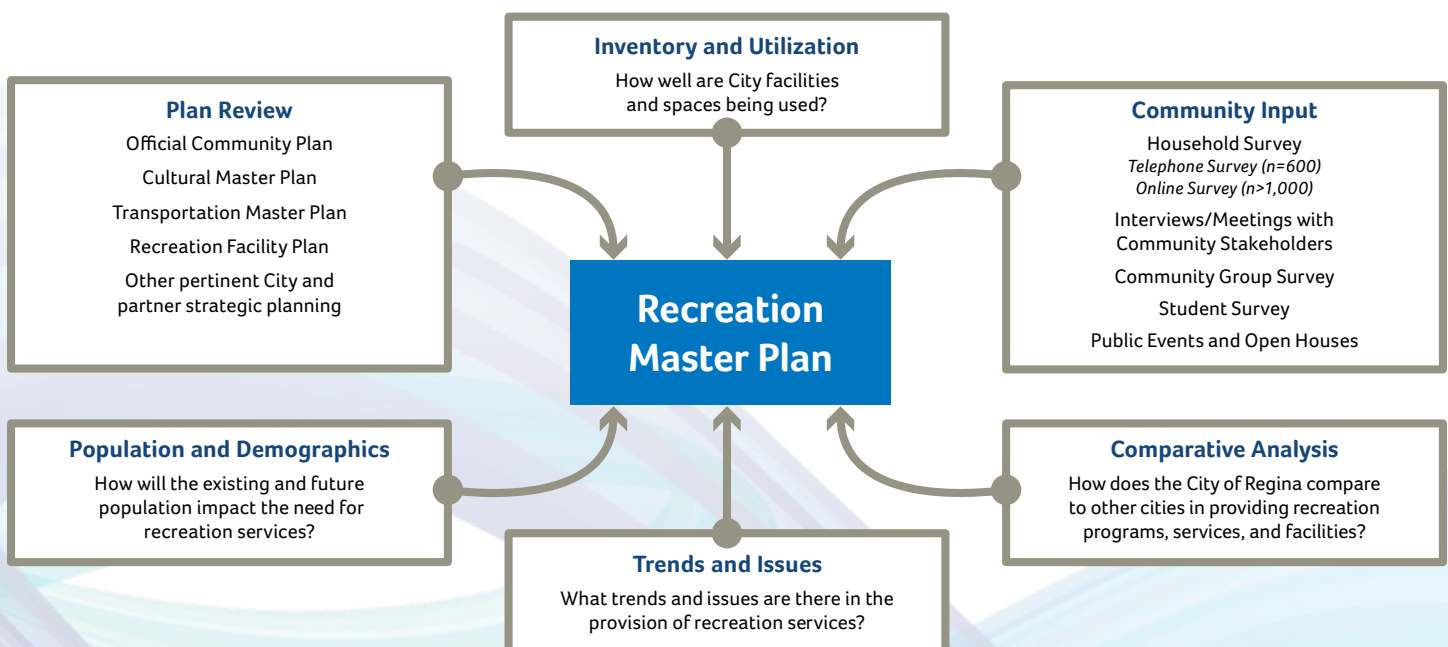 Inventory and Utilization
How well are City facilities
and spaces being used?
Plan Review
Official Community Plan
Cultural Master Plan
Transportation Master Plan
Recreation Facility Plan
Other pertinent City and
partner strategic planning
Community Input
Household Survey
Telephone Survey (n=600)
Online Survey (n>1,000)
Interviews/Meetings with
Community Stakeholders
Community Group Survey
Student Survey
Public Events and Open Houses
Recreation
Master Plan
Population and Demographics
How will the existing and future
population impact the need for
recreation services?
Trends and Issues
What trends and issues are there in the
provision of recreation services?
Comparative Analysis
How does the City of Regina compare
to other cities in providing recreation
programs, services, and facilities?